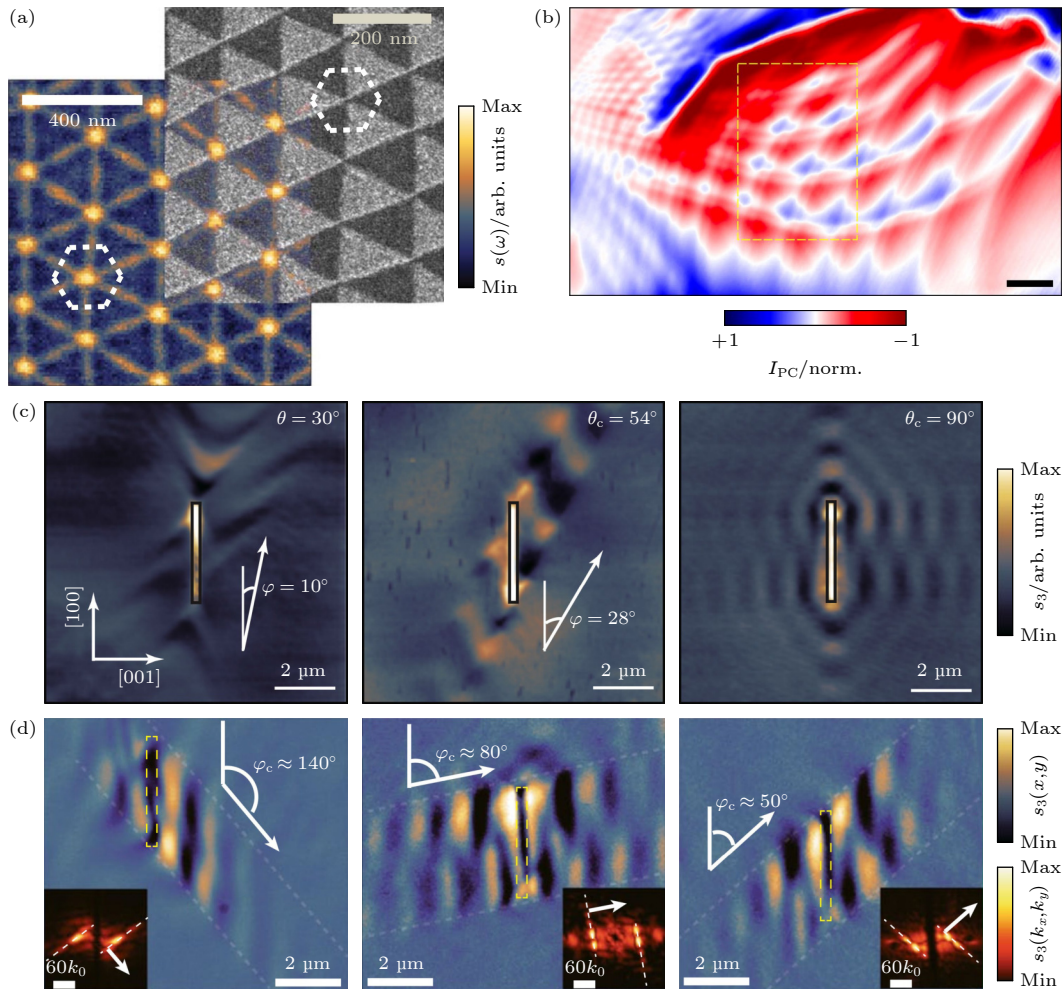 (a)
200 nm
400 nm
Max
s(ω)/arb. units
Min
(b)
+1
−1
I_PC/norm.
(c)
θ = 30°
φ = 10°
[100]
[001]
2 µm
θ_c = 54°
φ = 28°
2 µm
θ_c = 90°
2 µm
Max
s_3/arb. units
Min
(d)
φ_c ≈ 140°
60k_0
2 µm
φ_c ≈ 80°
2 µm
60k_0
φ_c ≈ 50°
2 µm
60k_0
Max
s_3(x,y)
Min
Max
s_3(k_x,k_y)
Min